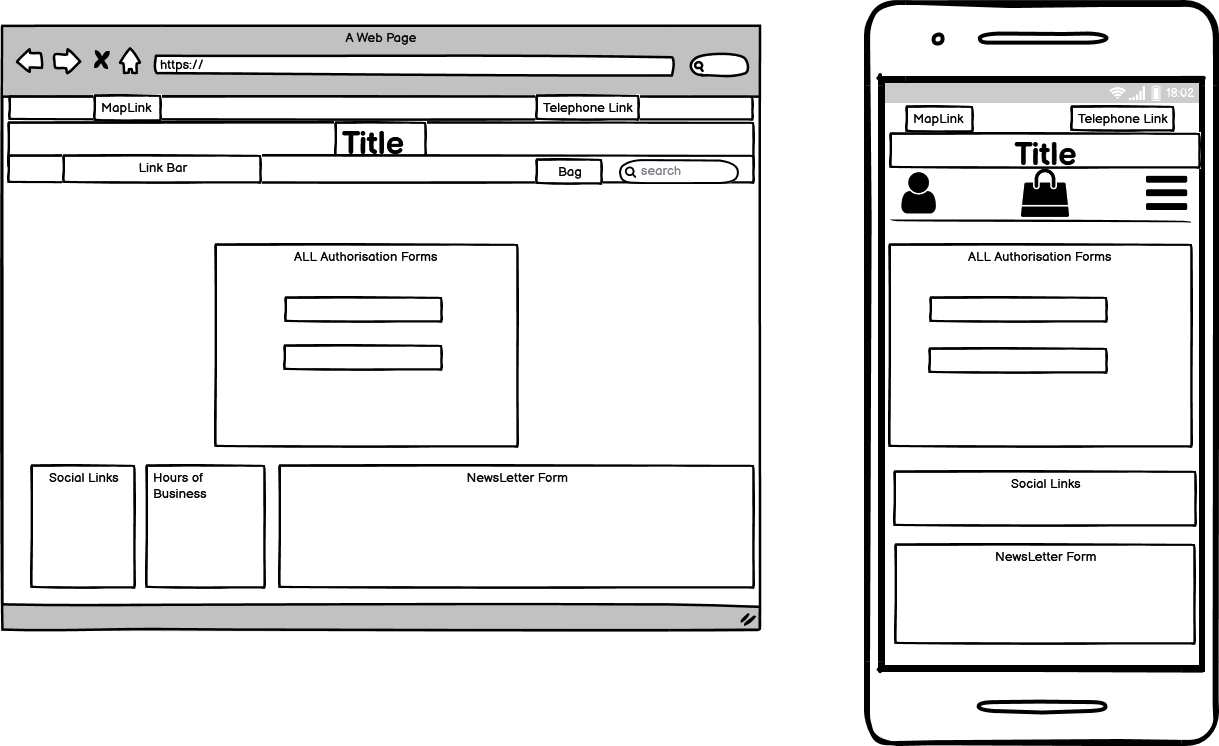 A Web Page
https://
MapLink
Telephone Link
Title
Link Bar
Bag
search
ALL Authorisation Forms
Social Links
Hours of
Business
NewsLetter Form
18:02
MapLink
Telephone Link
Title
ALL Authorisation Forms
Social Links
NewsLetter Form